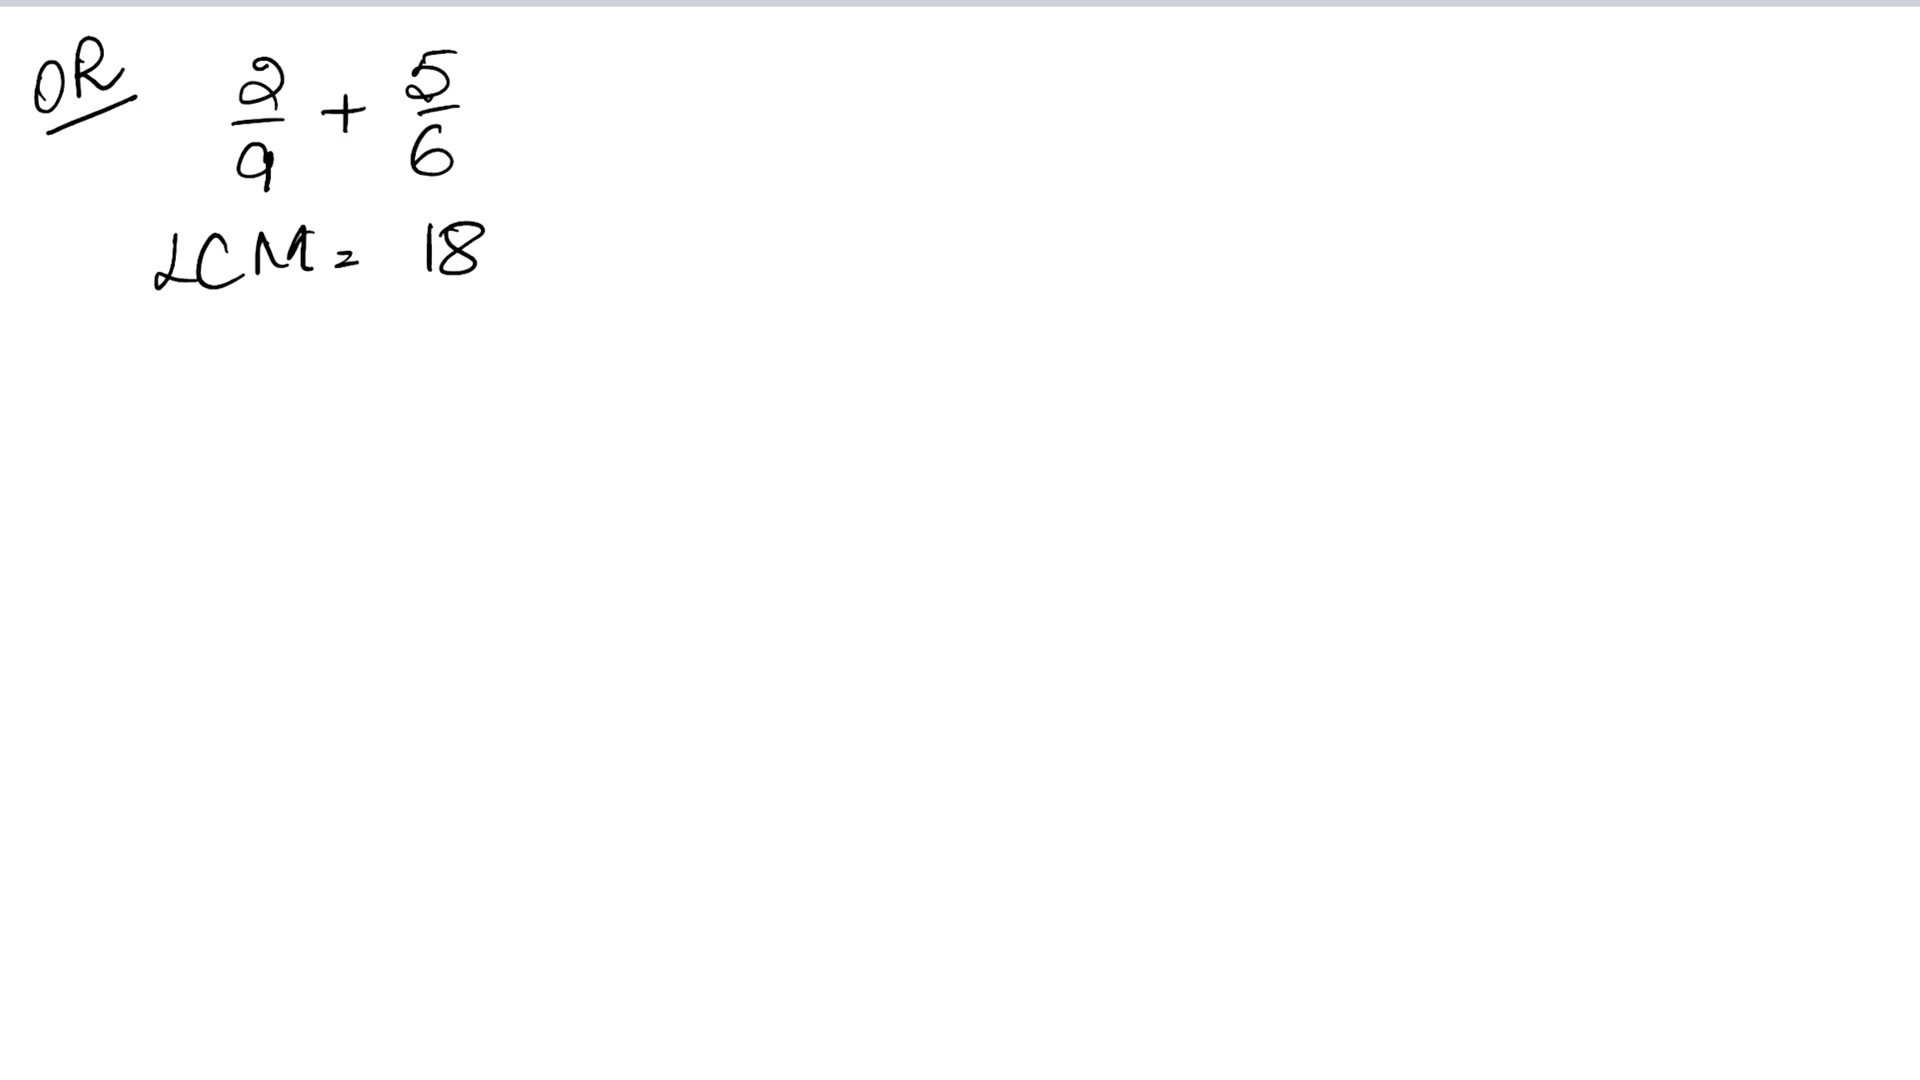 OR 2/9 + 5/6
LCM = 18